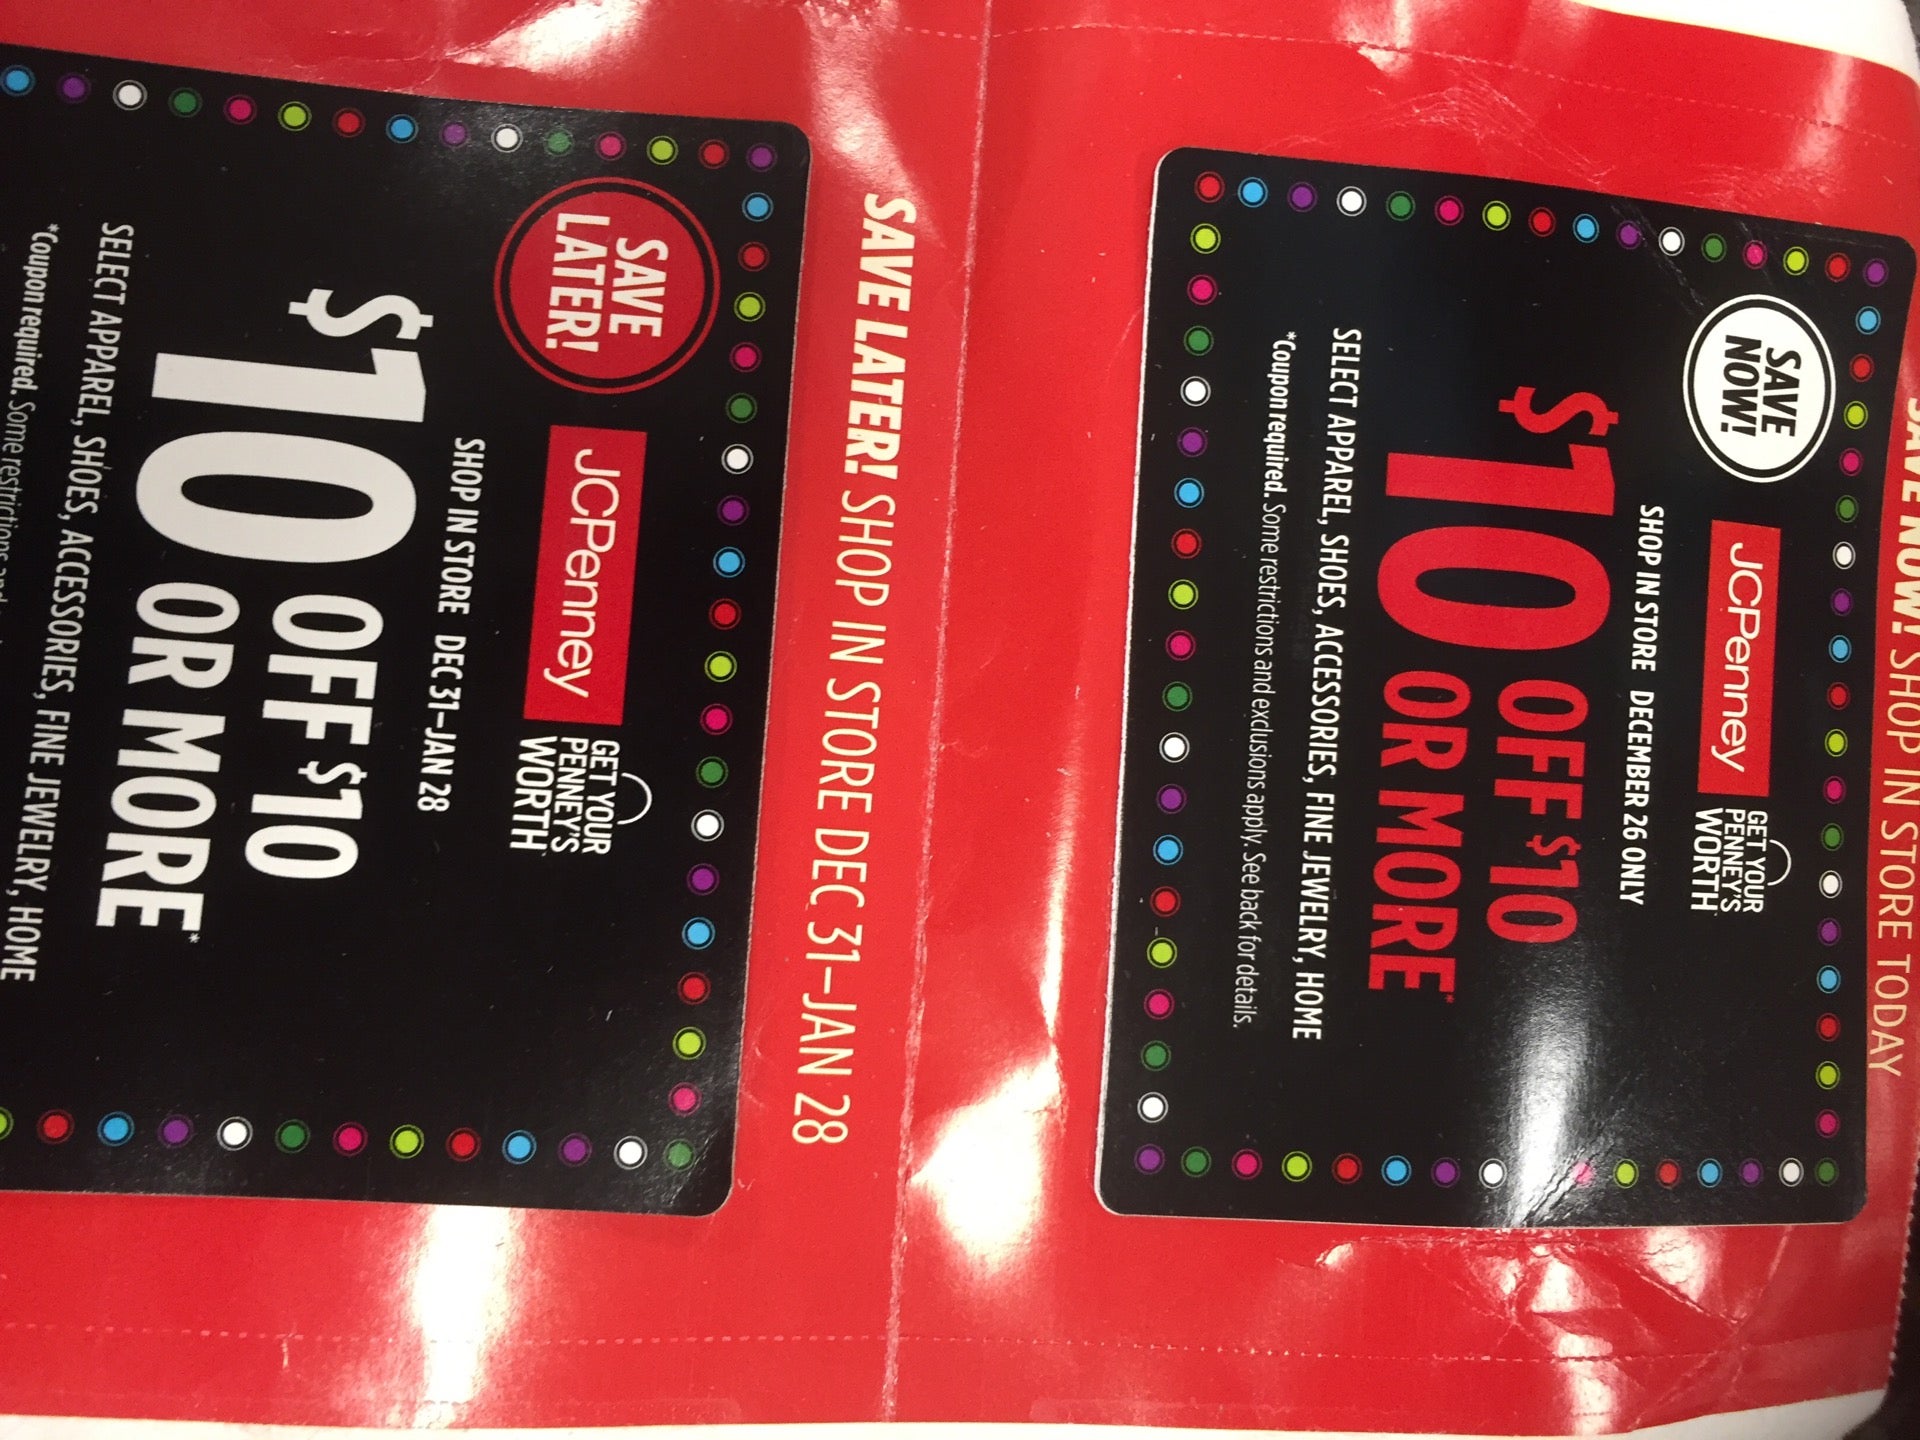 SAVE NOW! SHOP IN STORE TODAY
SAVE
NOW!
JCPenney
GET YOUR
PENNEY'S
WORTH
SHOP IN STORE DECEMBER 26 ONLY
$10 OFF $10
OR MORE*
SELECT APPAREL, SHOES, ACCESSORIES, FINE JEWELRY, HOME
*Coupon required. Some restrictions and exclusions apply. See back for details.
SAVE LATER! SHOP IN STORE DEC 31–JAN 28
SAVE
LATER!
JCPenney
GET YOUR
PENNEY'S
WORTH
SHOP IN STORE DEC 31–JAN 28
$10 OFF $10
OR MORE*
SELECT APPAREL, SHOES, ACCESSORIES, FINE JEWELRY, HOME
*Coupon required. Some restrictions and